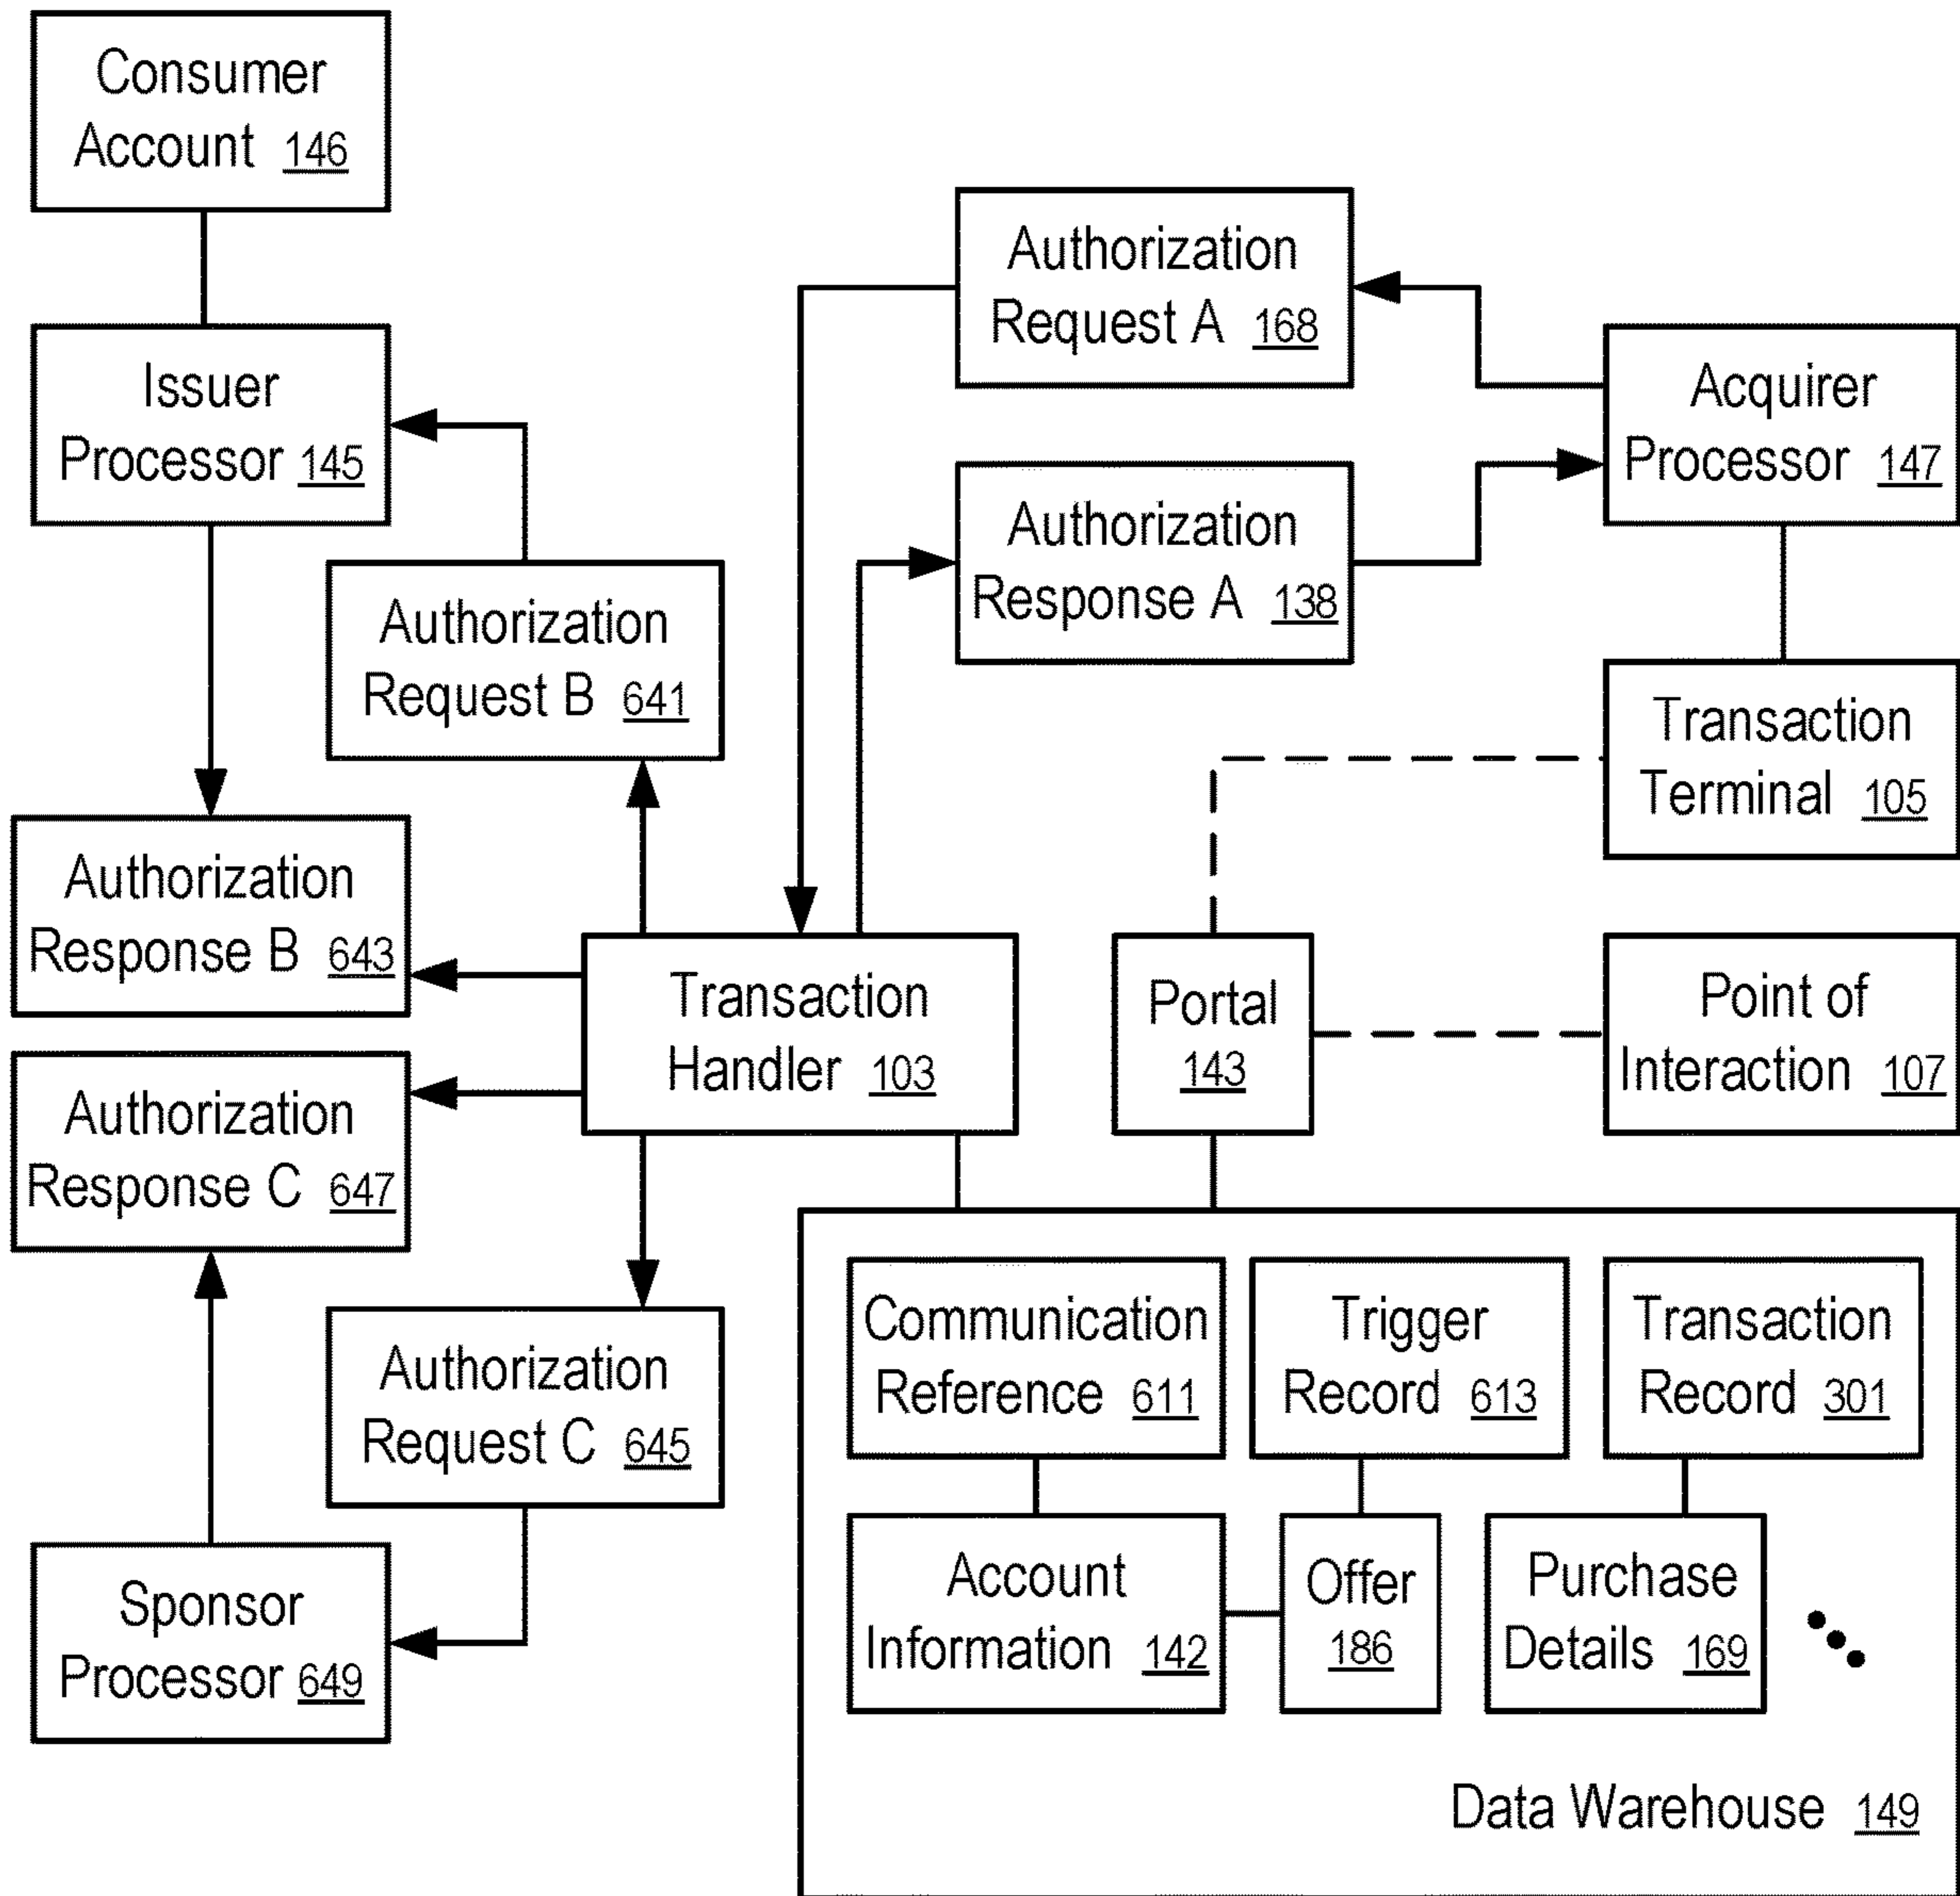 Consumer
Account 146
Issuer
Processor 145
Authorization
Request B 641
Authorization
Response B 643
Authorization
Response C 647
Authorization
Request C 645
Sponsor
Processor 649
Authorization
Request A 168
Authorization
Response A 138
Acquirer
Processor 147
Transaction
Terminal 105
Transaction
Handler 103
Portal
143
Point of
Interaction 107
Communication
Reference 611
Trigger
Record 613
Transaction
Record 301
Account
Information 142
Offer
186
Purchase
Details 169
Data Warehouse 149